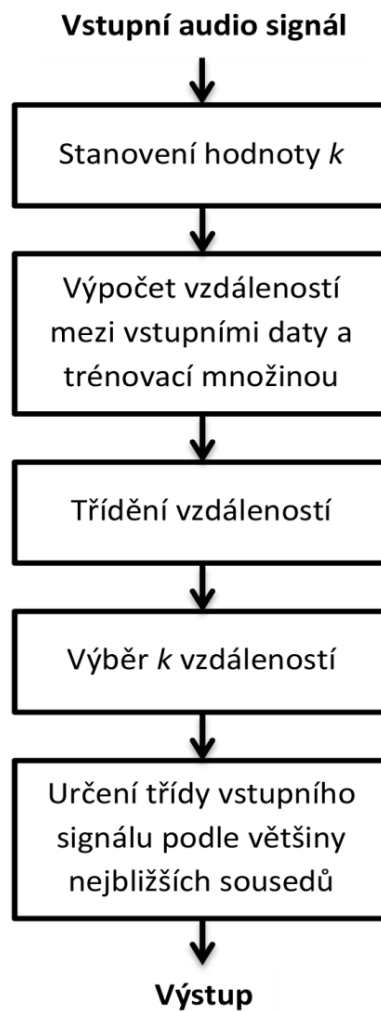 Vstupní audio signál
Stanovení hodnoty k
Výpočet vzdáleností
mezi vstupními daty a
trénovací množinou
Třídění vzdáleností
Výběr k vzdáleností
Určení třídy vstupního
signálu podle většiny
nejbližších sousedů
Výstup